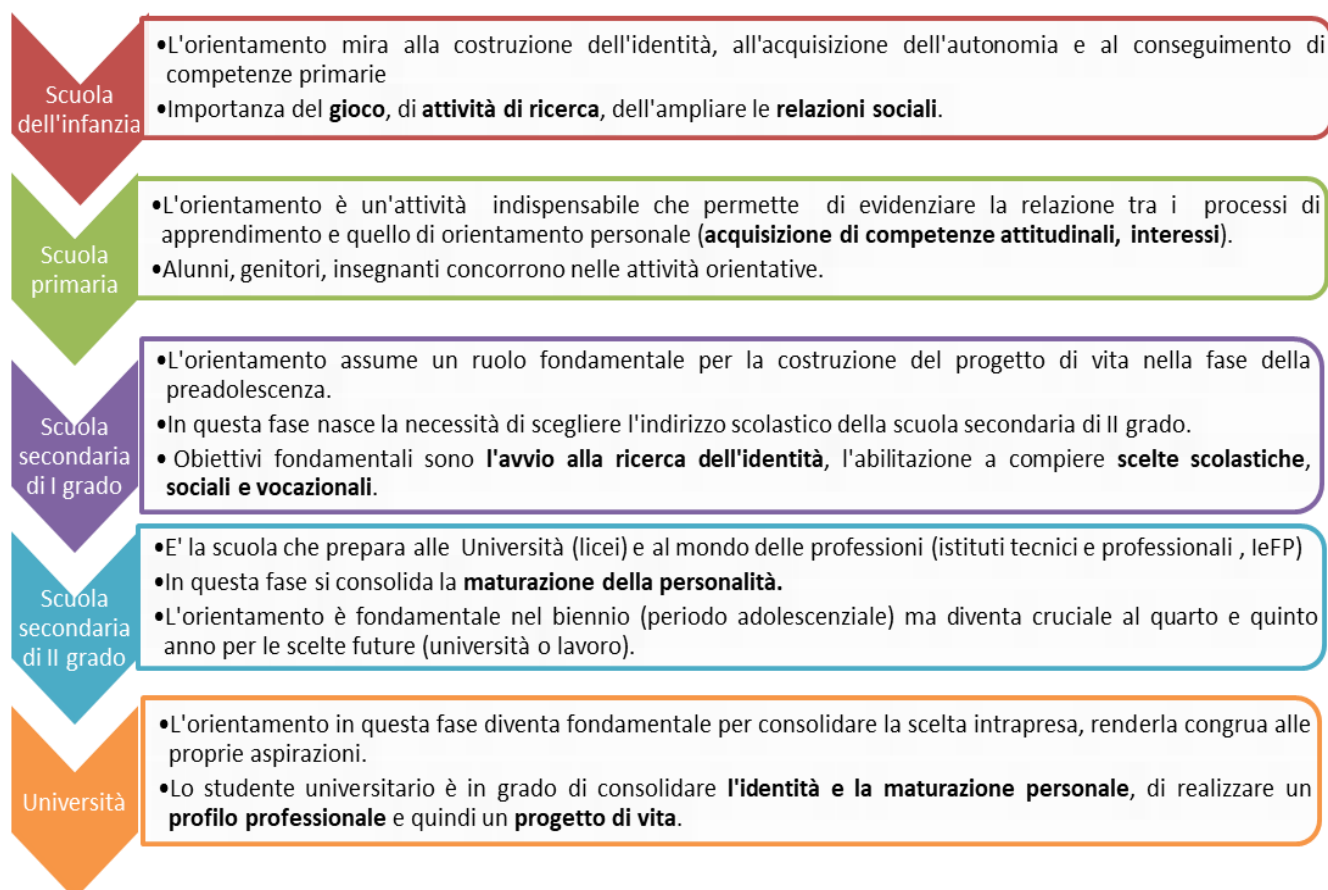 Scuola
dell'infanzia
•L'orientamento mira alla costruzione dell'identità, all'acquisizione dell'autonomia e al conseguimento di
competenze primarie
•Importanza del gioco, di attività di ricerca, dell'ampliare le relazioni sociali.
Scuola
primaria
•L'orientamento è un'attività indispensabile che permette di evidenziare la relazione tra i processi di
apprendimento e quello di orientamento personale (acquisizione di competenze attitudinali, interessi).
•Alunni, genitori, insegnanti concorrono nelle attività orientative.
Scuola
secondaria
di I grado
•L'orientamento assume un ruolo fondamentale per la costruzione del progetto di vita nella fase della
preadolescenza.
•In questa fase nasce la necessità di scegliere l'indirizzo scolastico della scuola secondaria di II grado.
• Obiettivi fondamentali sono l'avvio alla ricerca dell'identità, l'abilitazione a compiere scelte scolastiche,
sociali e vocazionali.
Scuola
secondaria
di II grado
•E' la scuola che prepara alle Università (licei) e al mondo delle professioni (istituti tecnici e professionali , IeFP)
•In questa fase si consolida la maturazione della personalità.
•L'orientamento è fondamentale nel biennio (periodo adolescenziale) ma diventa cruciale al quarto e quinto
anno per le scelte future (università o lavoro).
Università
•L'orientamento in questa fase diventa fondamentale per consolidare la scelta intrapresa, renderla congrua alle
proprie aspirazioni.
•Lo studente universitario è in grado di consolidare l'identità e la maturazione personale, di realizzare un
profilo professionale e quindi un progetto di vita.